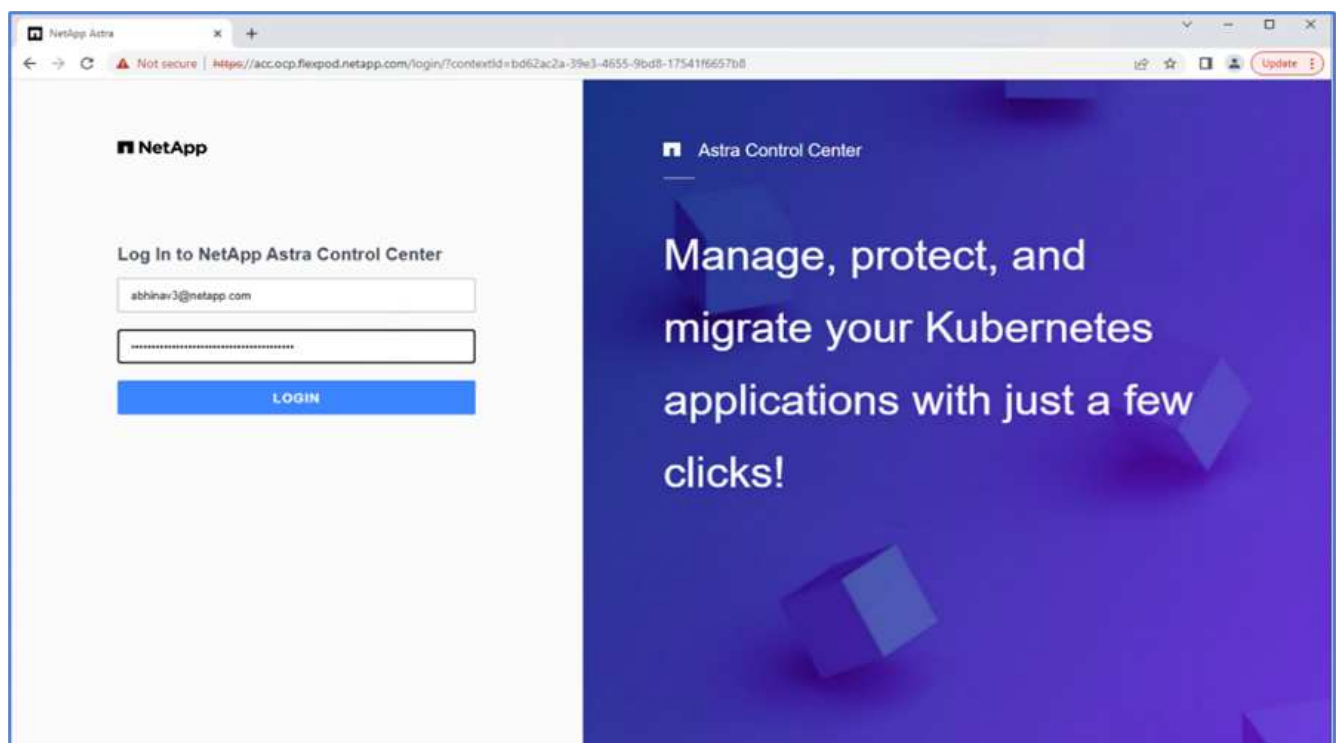 NetApp Astra
Not secure | https://acc.ocp.flexpod.netapp.com/login/?contextId=bd62ac2a-39e3-4655-9bd8-17541f6657b8
Update
NetApp
Log In to NetApp Astra Control Center
abhinav3@netapp.com
LOGIN
Astra Control Center
Manage, protect, and
migrate your Kubernetes
applications with just a few
clicks!